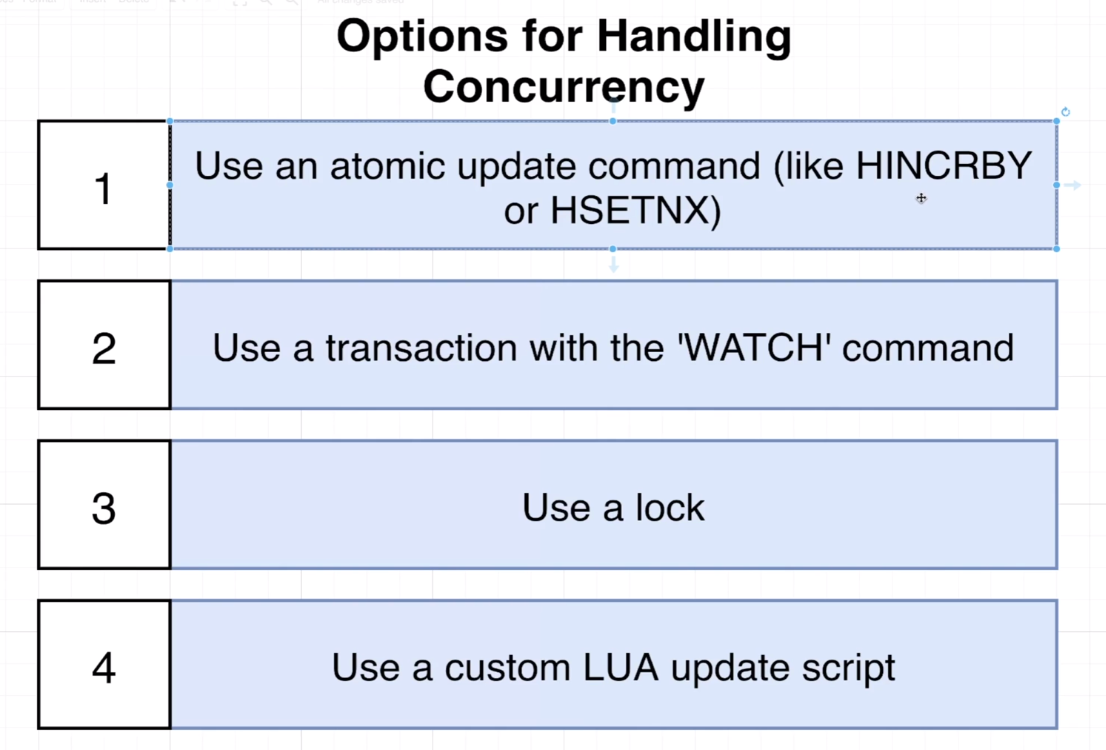 Options for Handling
Concurrency
1
Use an atomic update command (like HINCRBY
or HSETNX)
2
Use a transaction with the 'WATCH' command
3
Use a lock
4
Use a custom LUA update script